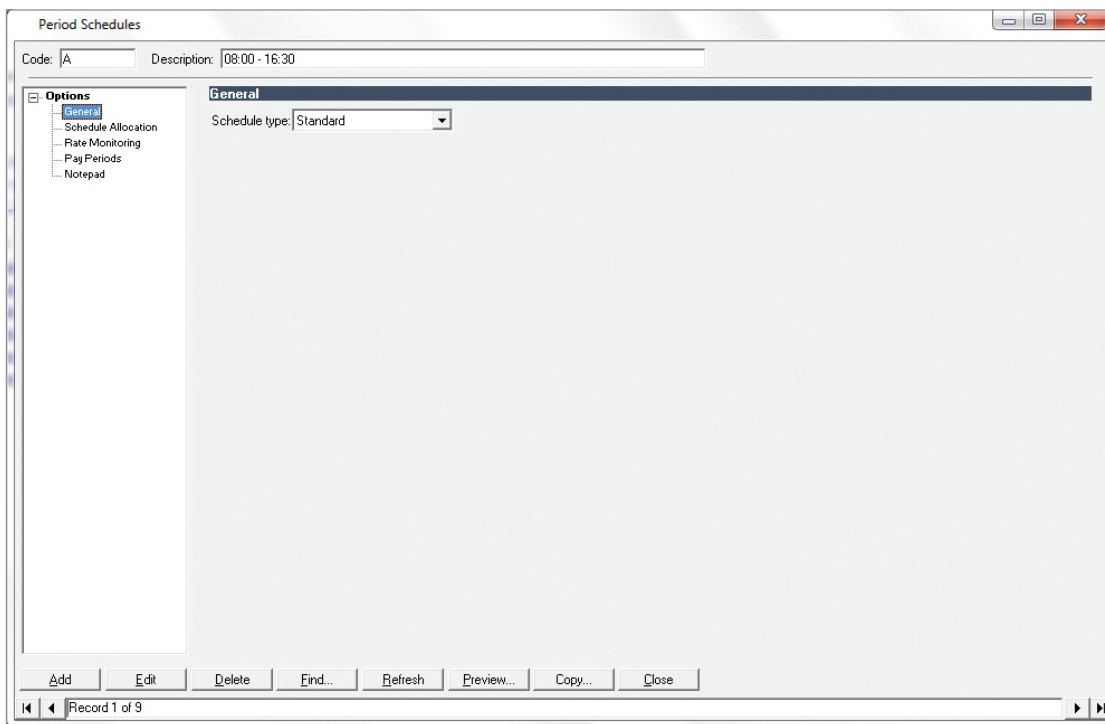 Period Schedules
Code: A Description: 08:00 - 16:30
Options
General
Schedule Allocation
Rate Monitoring
Pay Periods
Notepad
General
Schedule type: Standard
Add Edit Delete Find... Refresh Preview... Copy... Close
Record 1 of 9